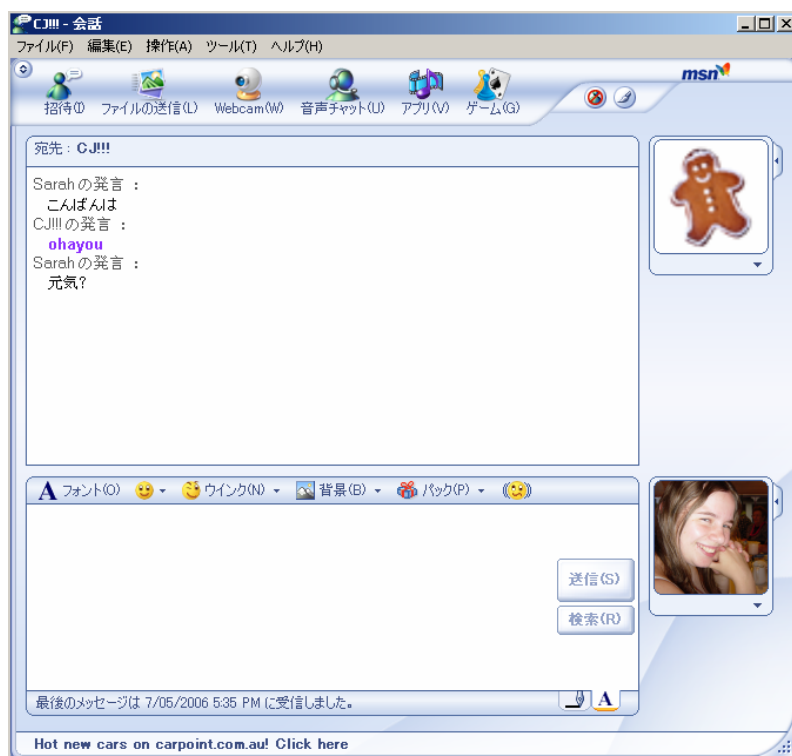 CJ!!! - 会話
ファイル(F) 編集(E) 操作(A) ツール(T) ヘルプ(H)
msn
招待(I) ファイルの送信(L) Webcam(W) 音声チャット(U) アプリ(V) ゲーム(G)
宛先 : CJ!!!
Sarah の発言 :
こんばんは
CJ!!! の発言 :
ohayou
Sarah の発言 :
元気?
A フォント(O) ウインク(N) 背景(B) パック(P)
送信(S)
検索(R)
最後のメッセージは 7/05/2006 5:35 PM に受信しました。
A
Hot new cars on carpoint.com.au! Click here